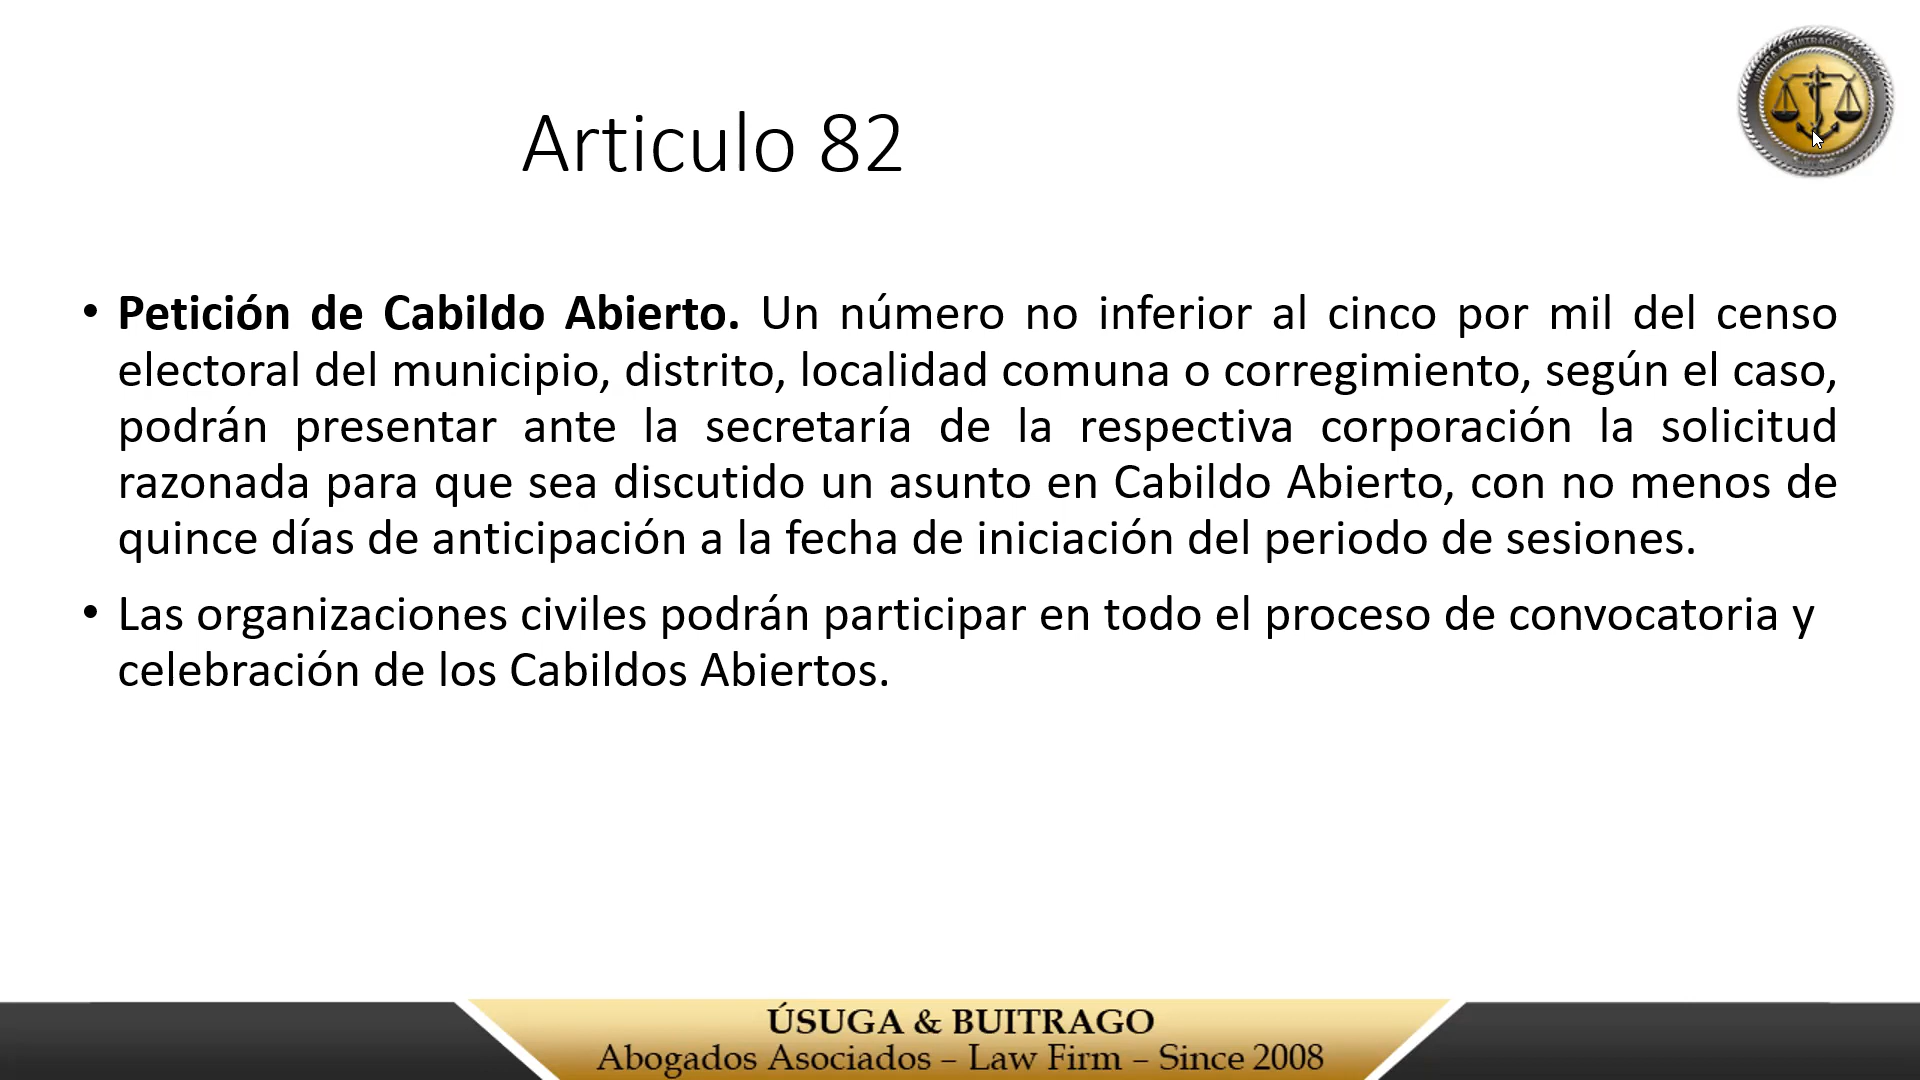 Articulo 82
• Petición de Cabildo Abierto. Un número no inferior al cinco por mil del censo
electoral del municipio, distrito, localidad comuna o corregimiento, según el caso,
podrán presentar ante la secretaría de la respectiva corporación la solicitud
razonada para que sea discutido un asunto en Cabildo Abierto, con no menos de
quince días de anticipación a la fecha de iniciación del periodo de sesiones.
• Las organizaciones civiles podrán participar en todo el proceso de convocatoria y
celebración de los Cabildos Abiertos.
ÚSUGA & BUITRAGO
Abogados Asociados – Law Firm – Since 2008